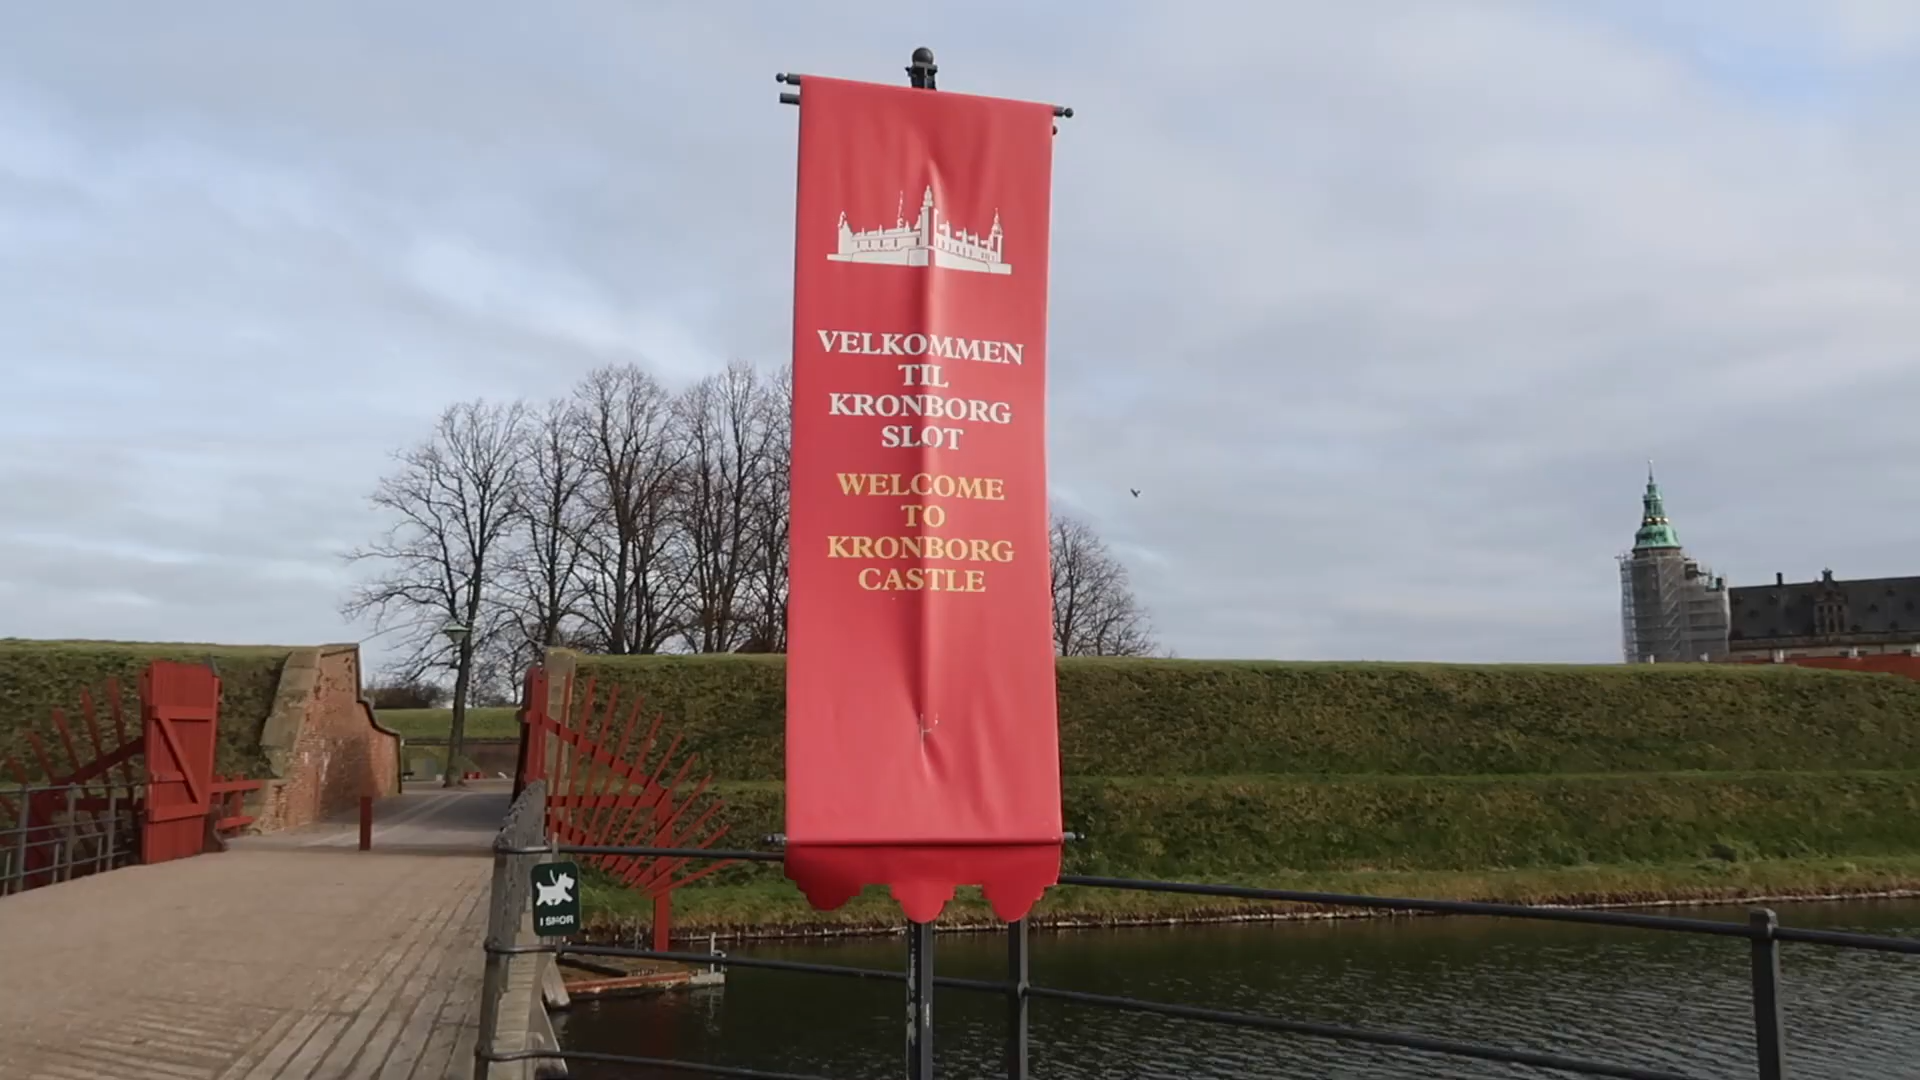 VELKOMMEN
TIL
KRONBORG
SLOT
WELCOME
TO
KRONBORG
CASTLE
I SNOR